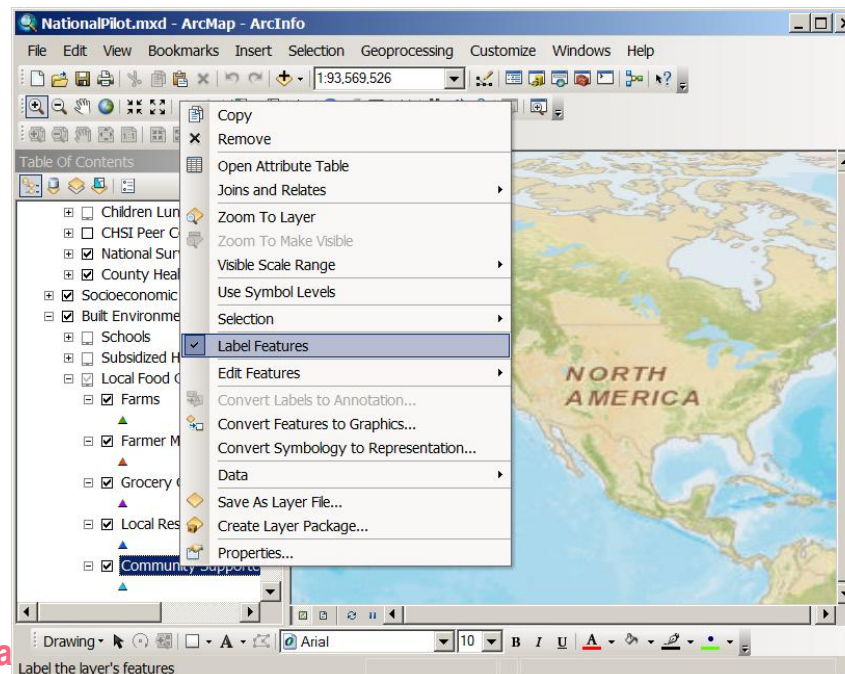 NationalPilot.mxd - ArcMap - ArcInfo
File Edit View Bookmarks Insert Selection Geoprocessing Customize Windows Help
1:93,569,526
Table Of Contents
Children Lun
CHSI Peer C
National Sur
County Heal
Socioeconomic
Built Environme
Schools
Subsidized H
Local Food
Farms
Farmer M
Grocery
Local Res
Community Supporte
Copy
Remove
Open Attribute Table
Joins and Relates
Zoom To Layer
Zoom To Make Visible
Visible Scale Range
Use Symbol Levels
Selection
Label Features
Edit Features
Convert Labels to Annotation...
Convert Features to Graphics...
Convert Symbology to Representation...
Data
Save As Layer File...
Create Layer Package...
Properties...
NORTH
AMERICA
Drawing A Arial 10 B I U A
a
Label the layer's features